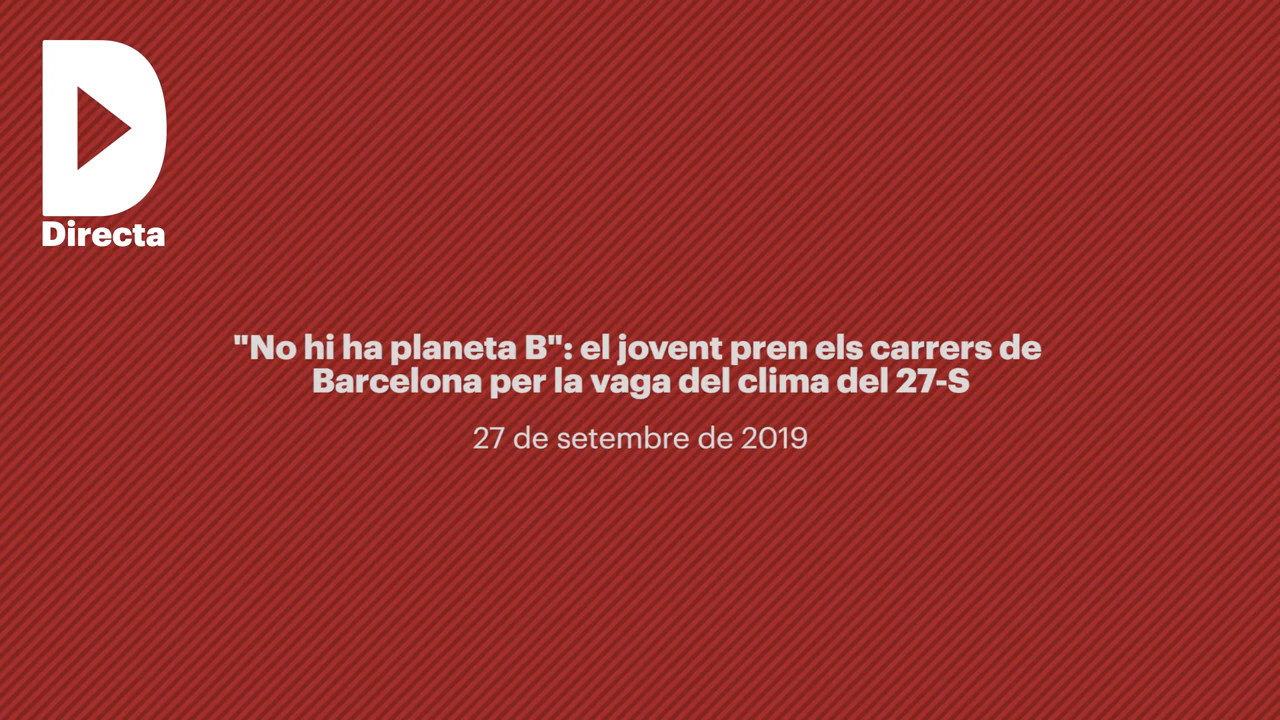 Directa
"No hi ha planeta B": el jovent pren els carrers de
Barcelona per la vaga del clima del 27-S
27 de setembre de 2019